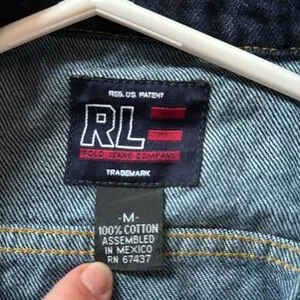 REG. US. PATENT
RL
POLO JEANS COMPANY
TRADEMARK
-M-
100% COTTON
ASSEMBLED
IN MEXICO
RN 67437